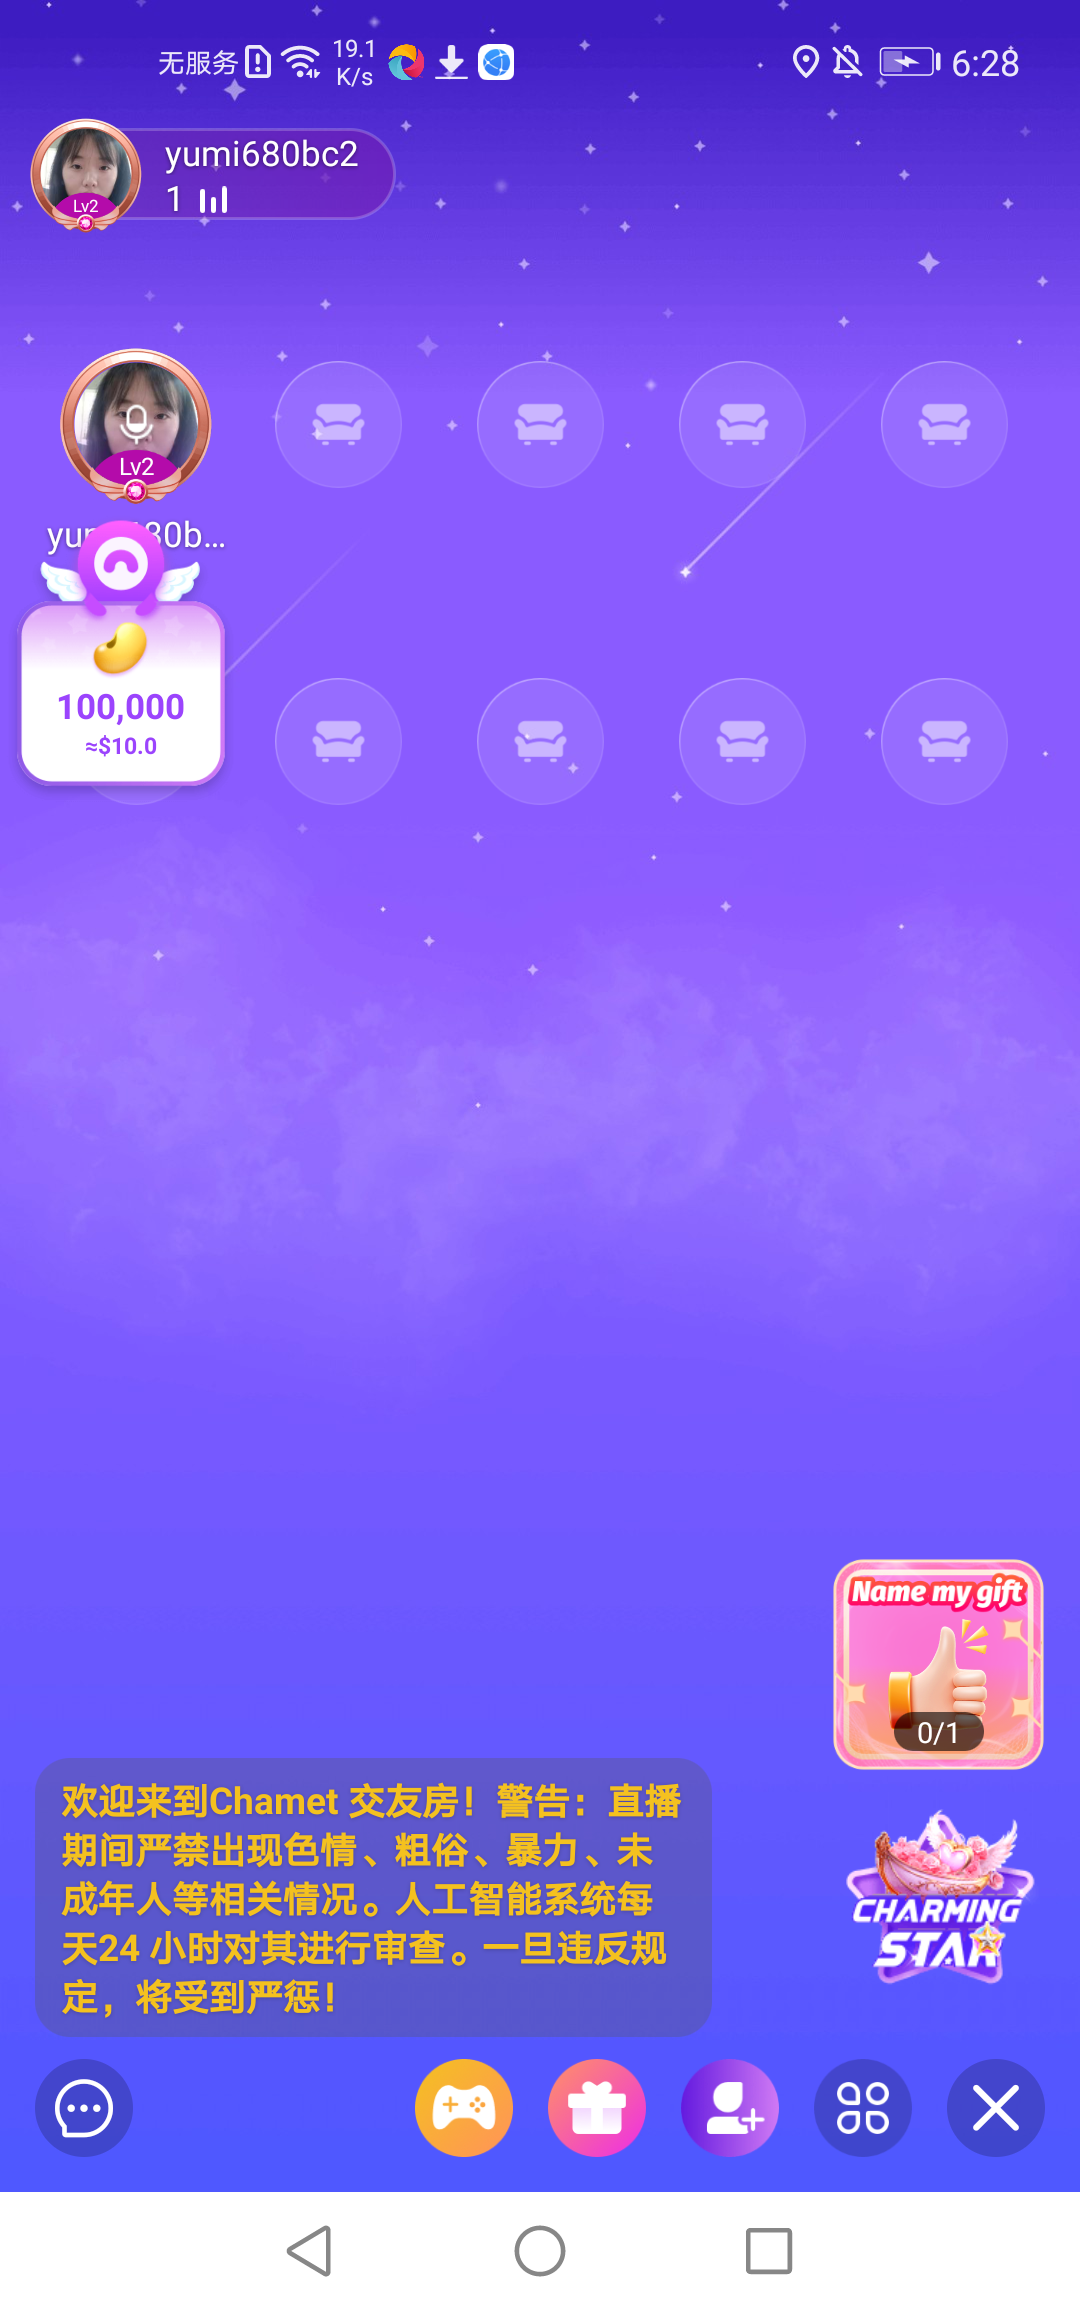 无服务
19.1
K/s
6:28
yumi680bc2
1
Lv2
Lv2
100,000
≈$10.0
Name my gift
0/1
欢迎来到Chamet 交友房！警告：直播
期间严禁出现色情、粗俗、暴力、未
成年人等相关情况。人工智能系统每
天24 小时对其进行审查。一旦违反规
定，将受到严惩！
CHARMING
STAR